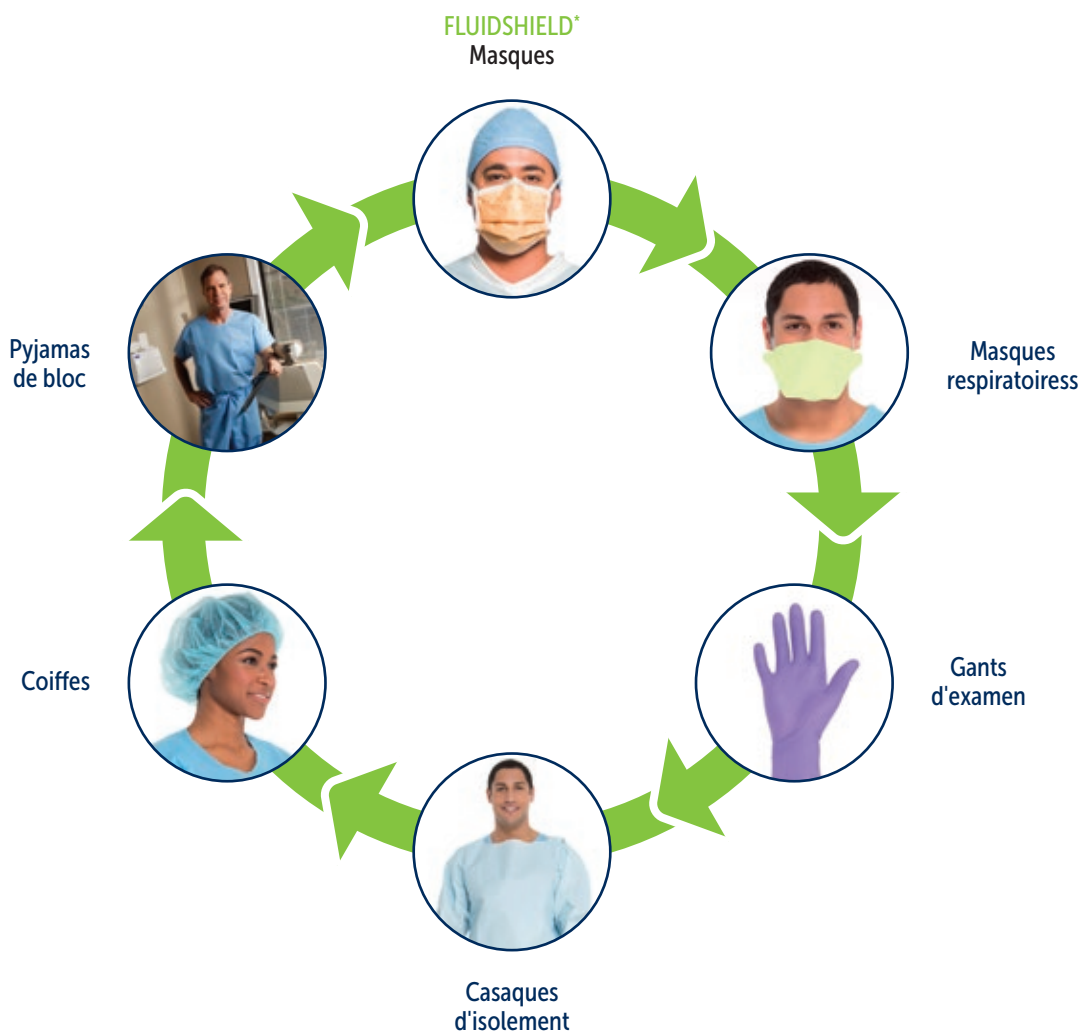 FLUIDSHIELD*
Masques
Pyjamas
de bloc
Masques
respiratoiress
Coiffes
Gants
d'examen
Casaques
d'isolement